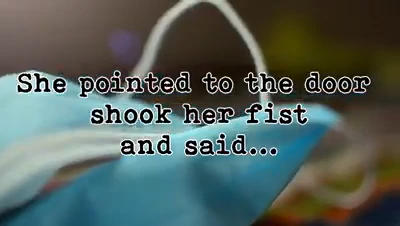 She pointed to the door
shook her fist
and said...